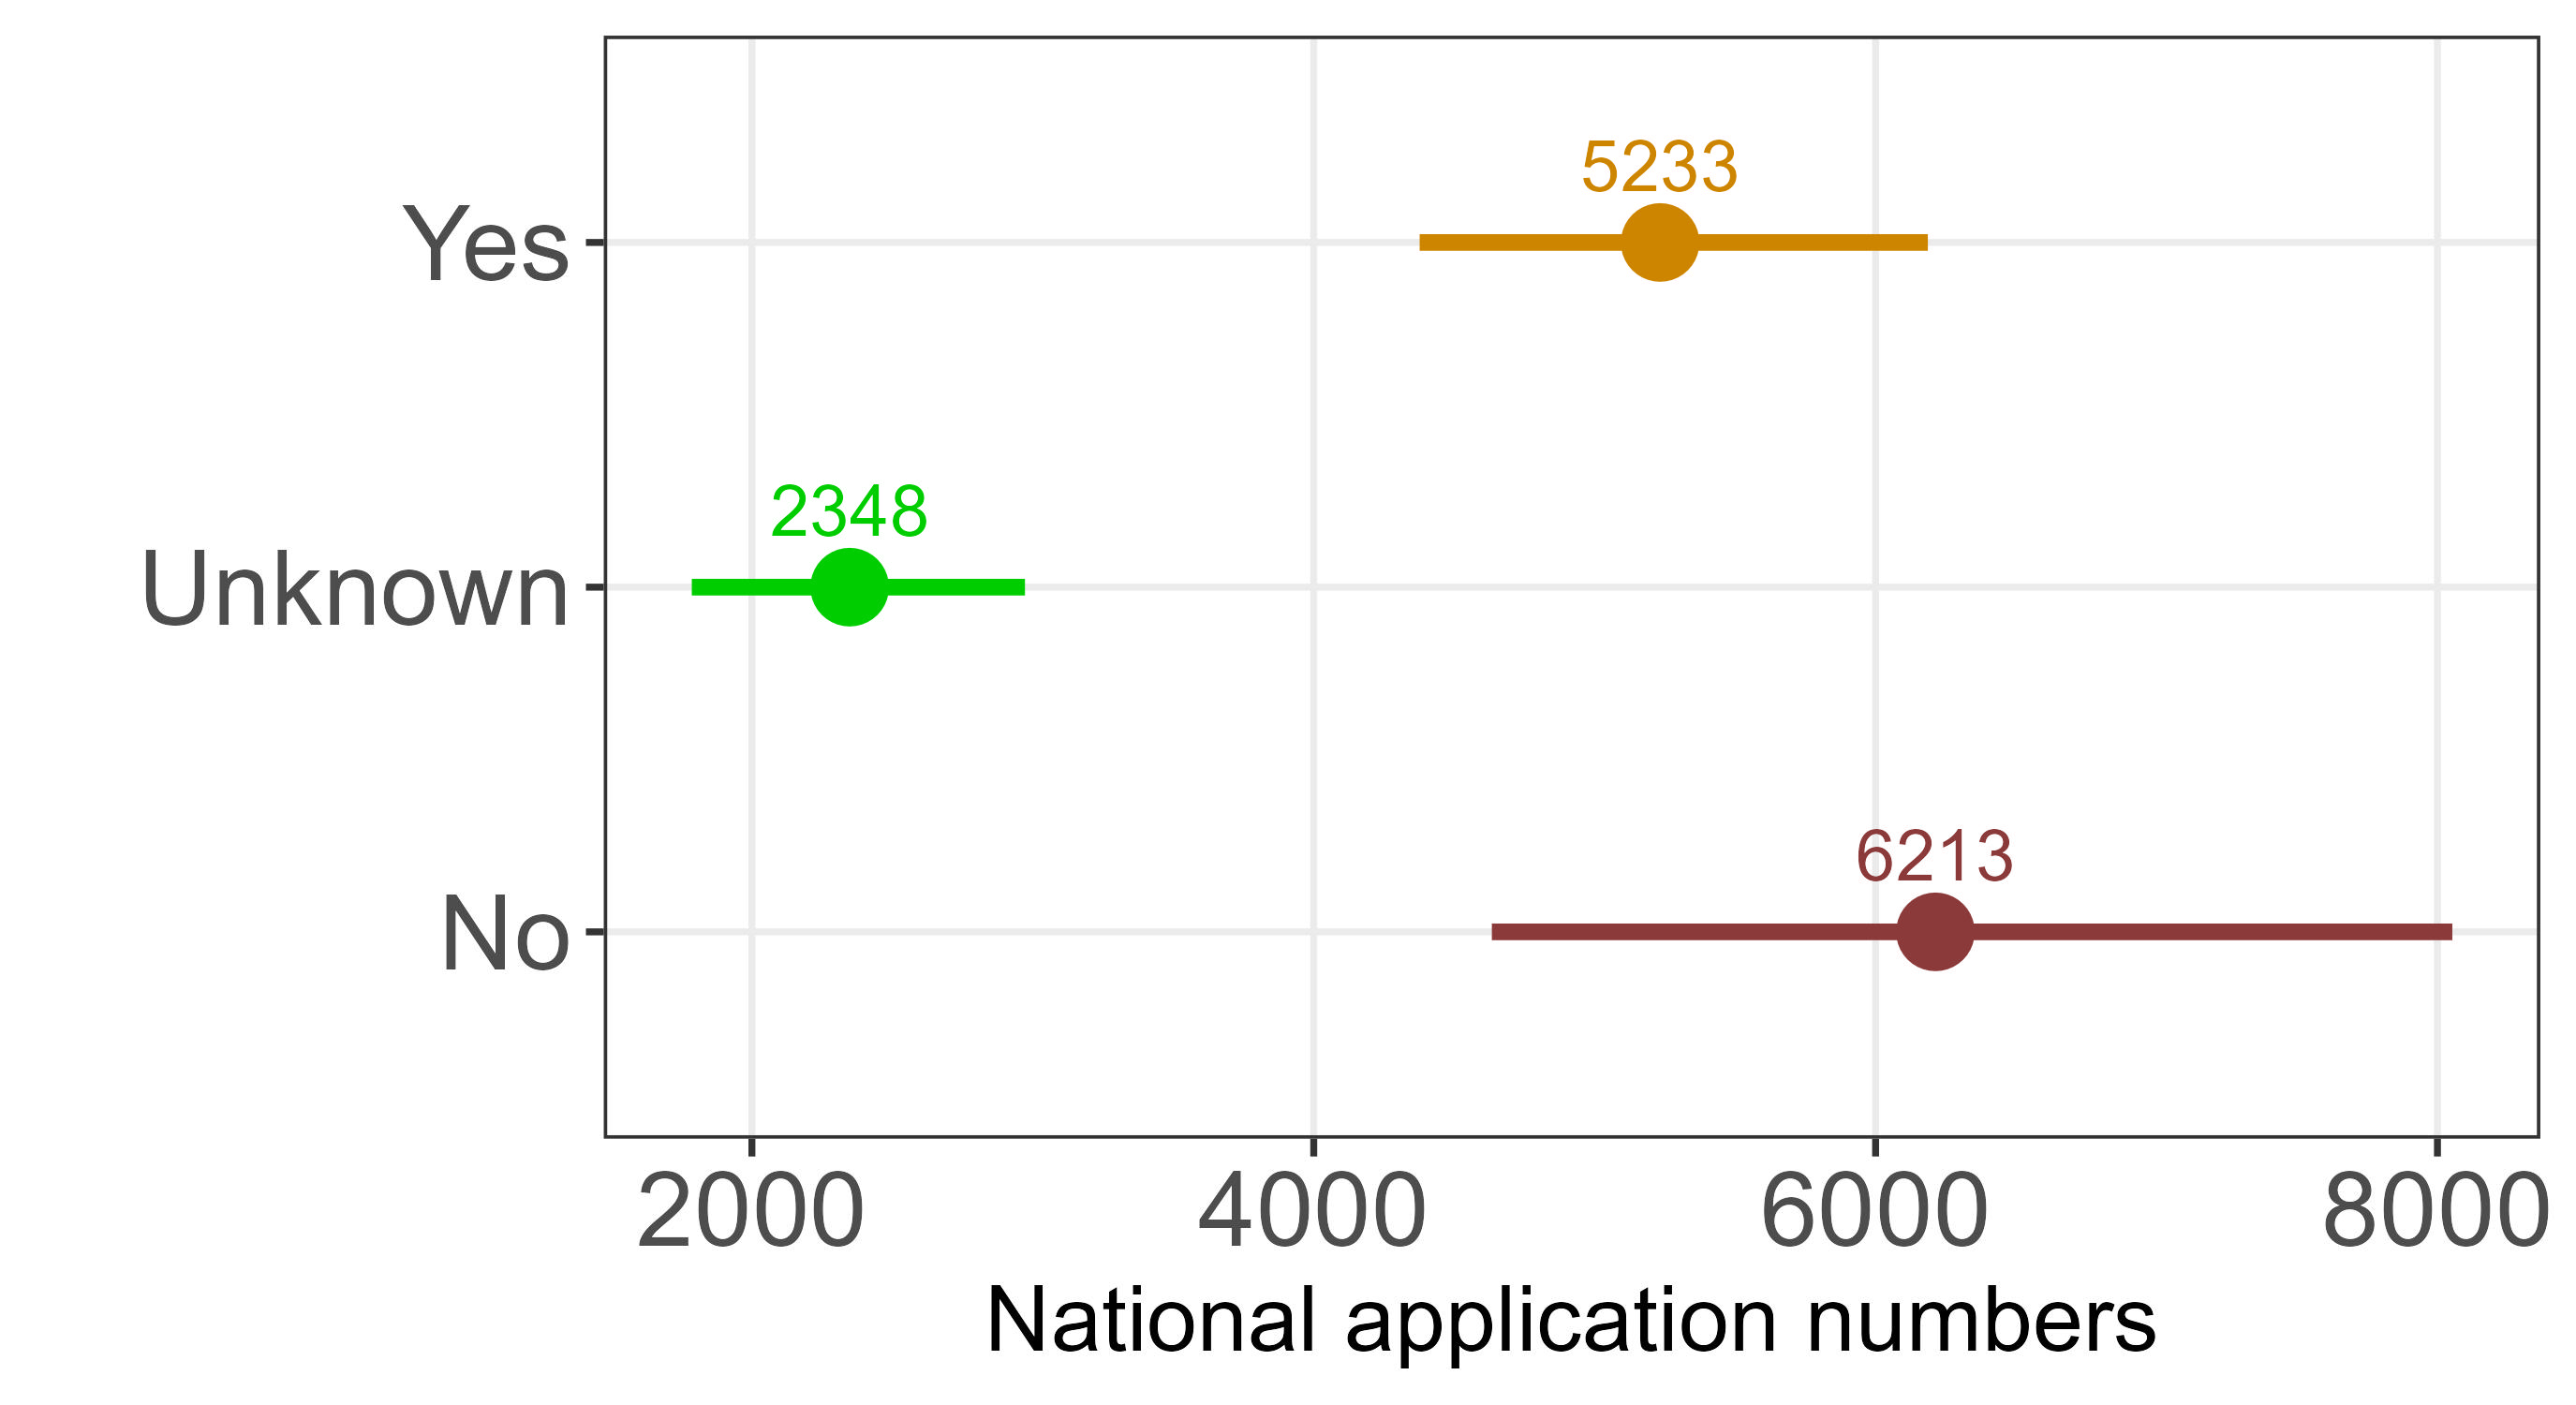 5233
Yes
2348
Unknown
6213
No
2000 4000 6000 8000
National application numbers